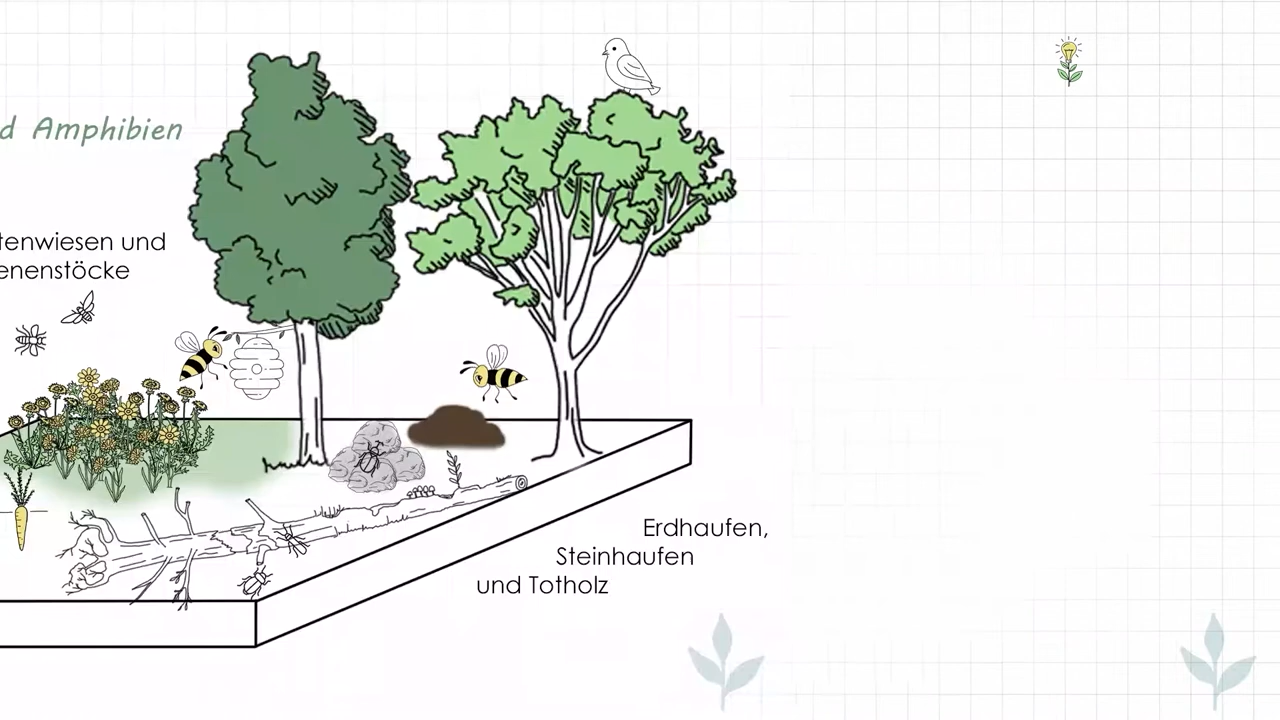 d Amphibien
tenwiesen und
enenstöcke
Erdhaufen,
Steinhaufen
und Totholz